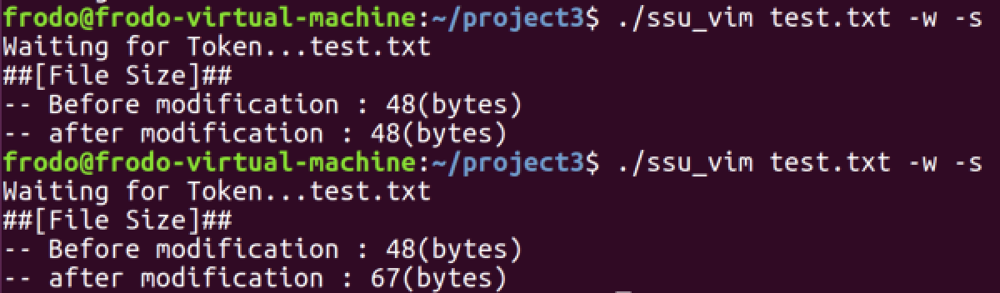 frodo@frodo-virtual-machine:~/project3$ ./ssu_vim test.txt -w -s
Waiting for Token...test.txt
##[File Size]##
-- Before modification : 48(bytes)
-- after modification : 48(bytes)
frodo@frodo-virtual-machine:~/project3$ ./ssu_vim test.txt -w -s
Waiting for Token...test.txt
##[File Size]##
-- Before modification : 48(bytes)
-- after modification : 67(bytes)